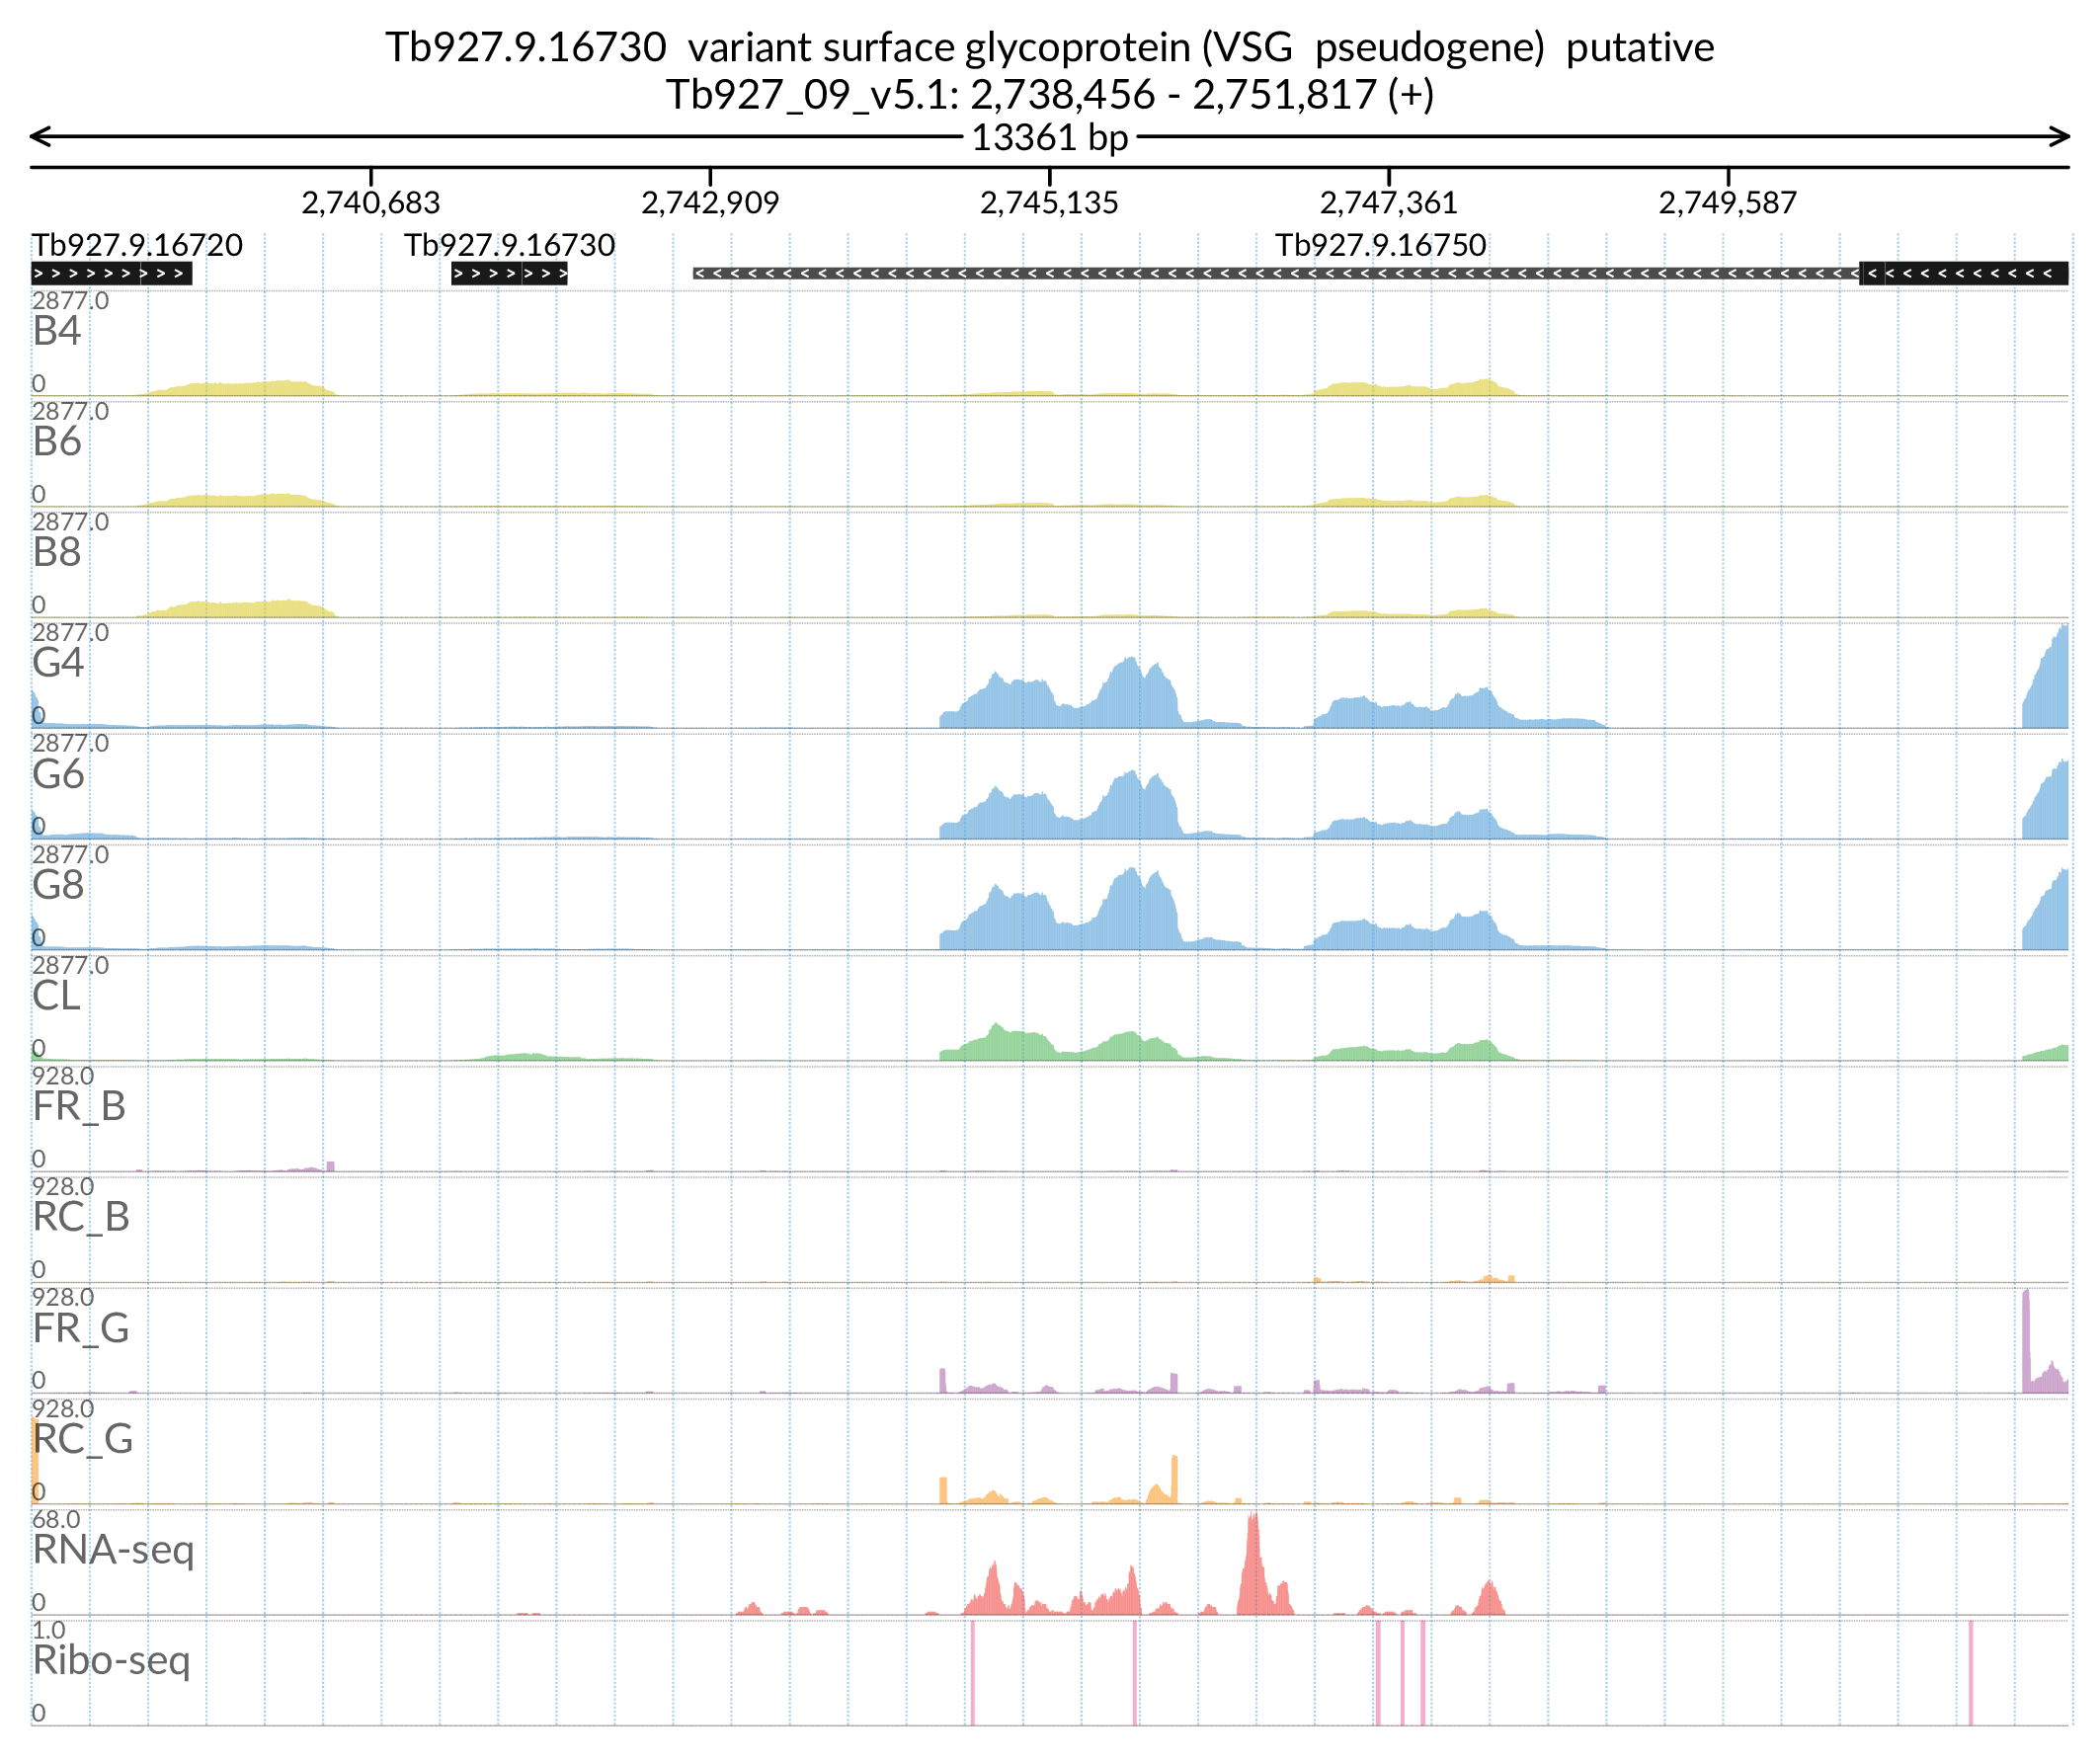 Tb927.9.16730 variant surface glycoprotein (VSG pseudogene) putative
Tb927_09_v5.1: 2,738,456 - 2,751,817 (+)
13361 bp
2,740,683 2,742,909 2,745,135 2,747,361 2,749,587
Tb927.9.16720 Tb927.9.16730 Tb927.9.16750
2877.0
B4
0
2877.0
B6
0
2877.0
B8
0
2877.0
G4
0
2877.0
G6
0
2877.0
G8
0
2877.0
CL
0
928.0
FR_B
0
928.0
RC_B
0
928.0
FR_G
0
928.0
RC_G
0
68.0
RNA-seq
0
1.0
Ribo-seq
0